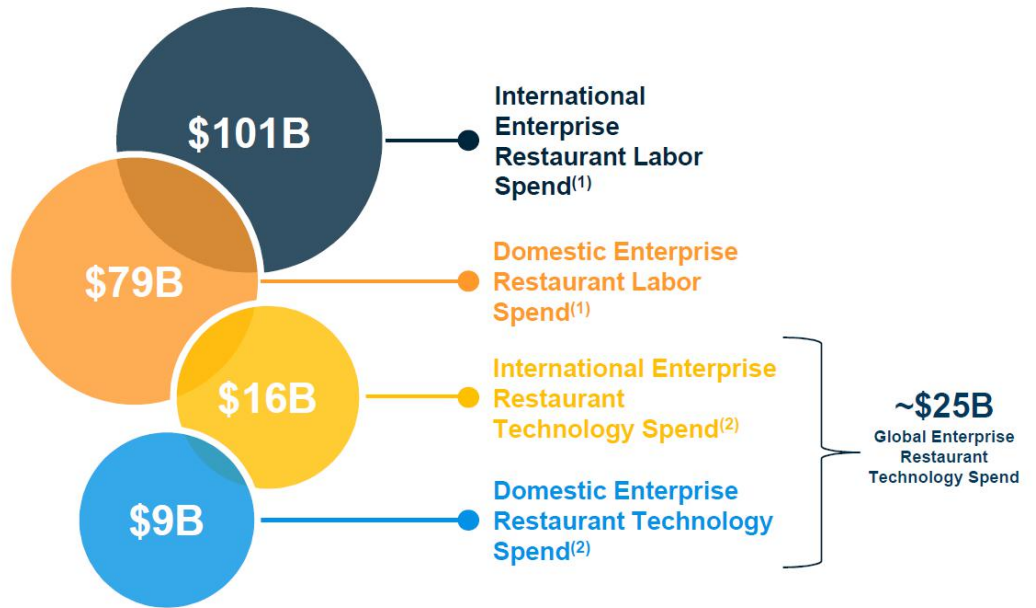 $101B
International
Enterprise
Restaurant Labor
Spend(1)
$79B
Domestic Enterprise
Restaurant Labor
Spend(1)
$16B
International Enterprise
Restaurant
Technology Spend(2)
$9B
Domestic Enterprise
Restaurant Technology
Spend(2)
~$25B
Global Enterprise
Restaurant
Technology Spend